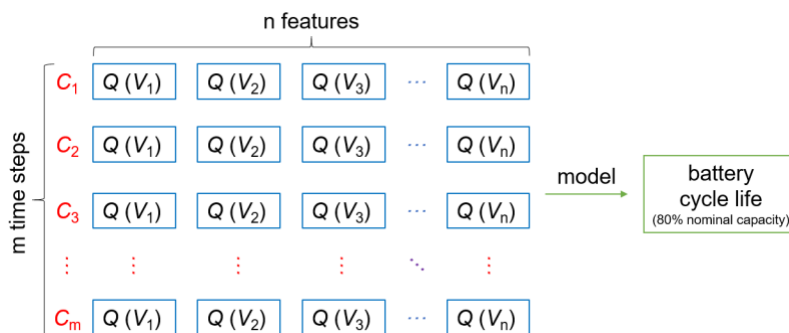 n features
m time steps
C₁ Q (V₁) Q (V₂) Q (V₃) ⋯ Q (Vₙ)
C₂ Q (V₁) Q (V₂) Q (V₃) ⋯ Q (Vₙ)
C₃ Q (V₁) Q (V₂) Q (V₃) ⋯ Q (Vₙ)
⋮ ⋮ ⋮ ⋮ ⋱ ⋮
Cₘ Q (V₁) Q (V₂) Q (V₃) ⋯ Q (Vₙ)
model
battery
cycle life
(80% nominal capacity)